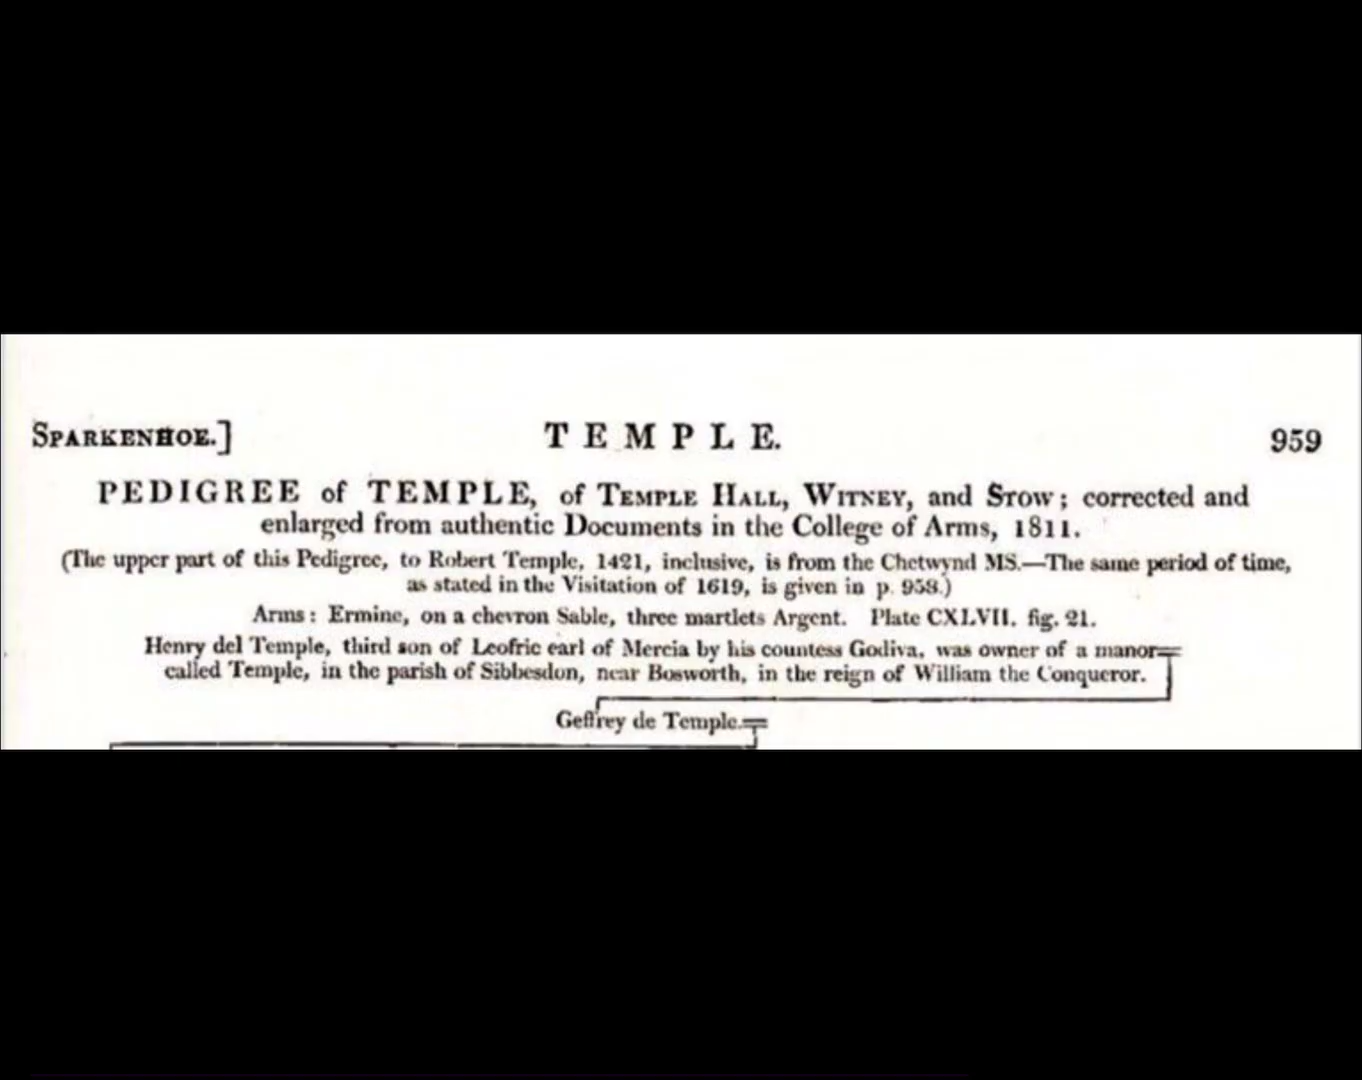 SPARKENHOE.] TEMPLE. 959
PEDIGREE of TEMPLE, of TEMPLE HALL, WITNEY, and STOW; corrected and
enlarged from authentic Documents in the College of Arms, 1811.
(The upper part of this Pedigree, to Robert Temple, 1421, inclusive, is from the Chetwynd MS.—The same period of time,
as stated in the Visitation of 1619, is given in p. 958.)
Arms: Ermine, on a chevron Sable, three martlets Argent. Plate CXLVII. fig. 21.
Henry del Temple, third son of Leofric earl of Mercia by his countess Godiva, was owner of a manor
called Temple, in the parish of Sibbesdon, near Bosworth, in the reign of William the Conqueror.
Geffrey de Temple.